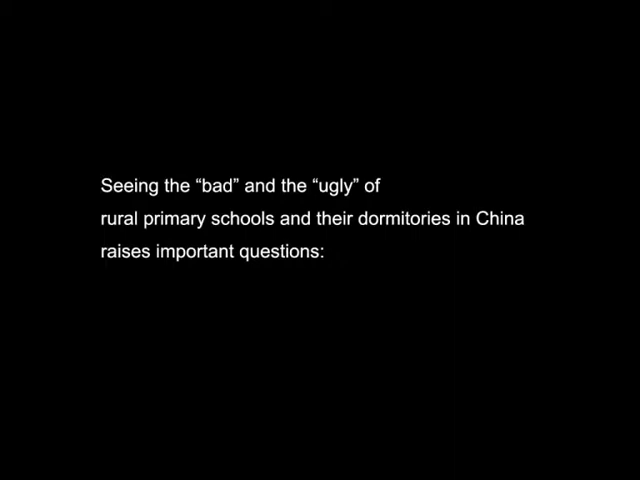 Seeing the “bad” and the “ugly” of
rural primary schools and their dormitories in China
raises important questions: